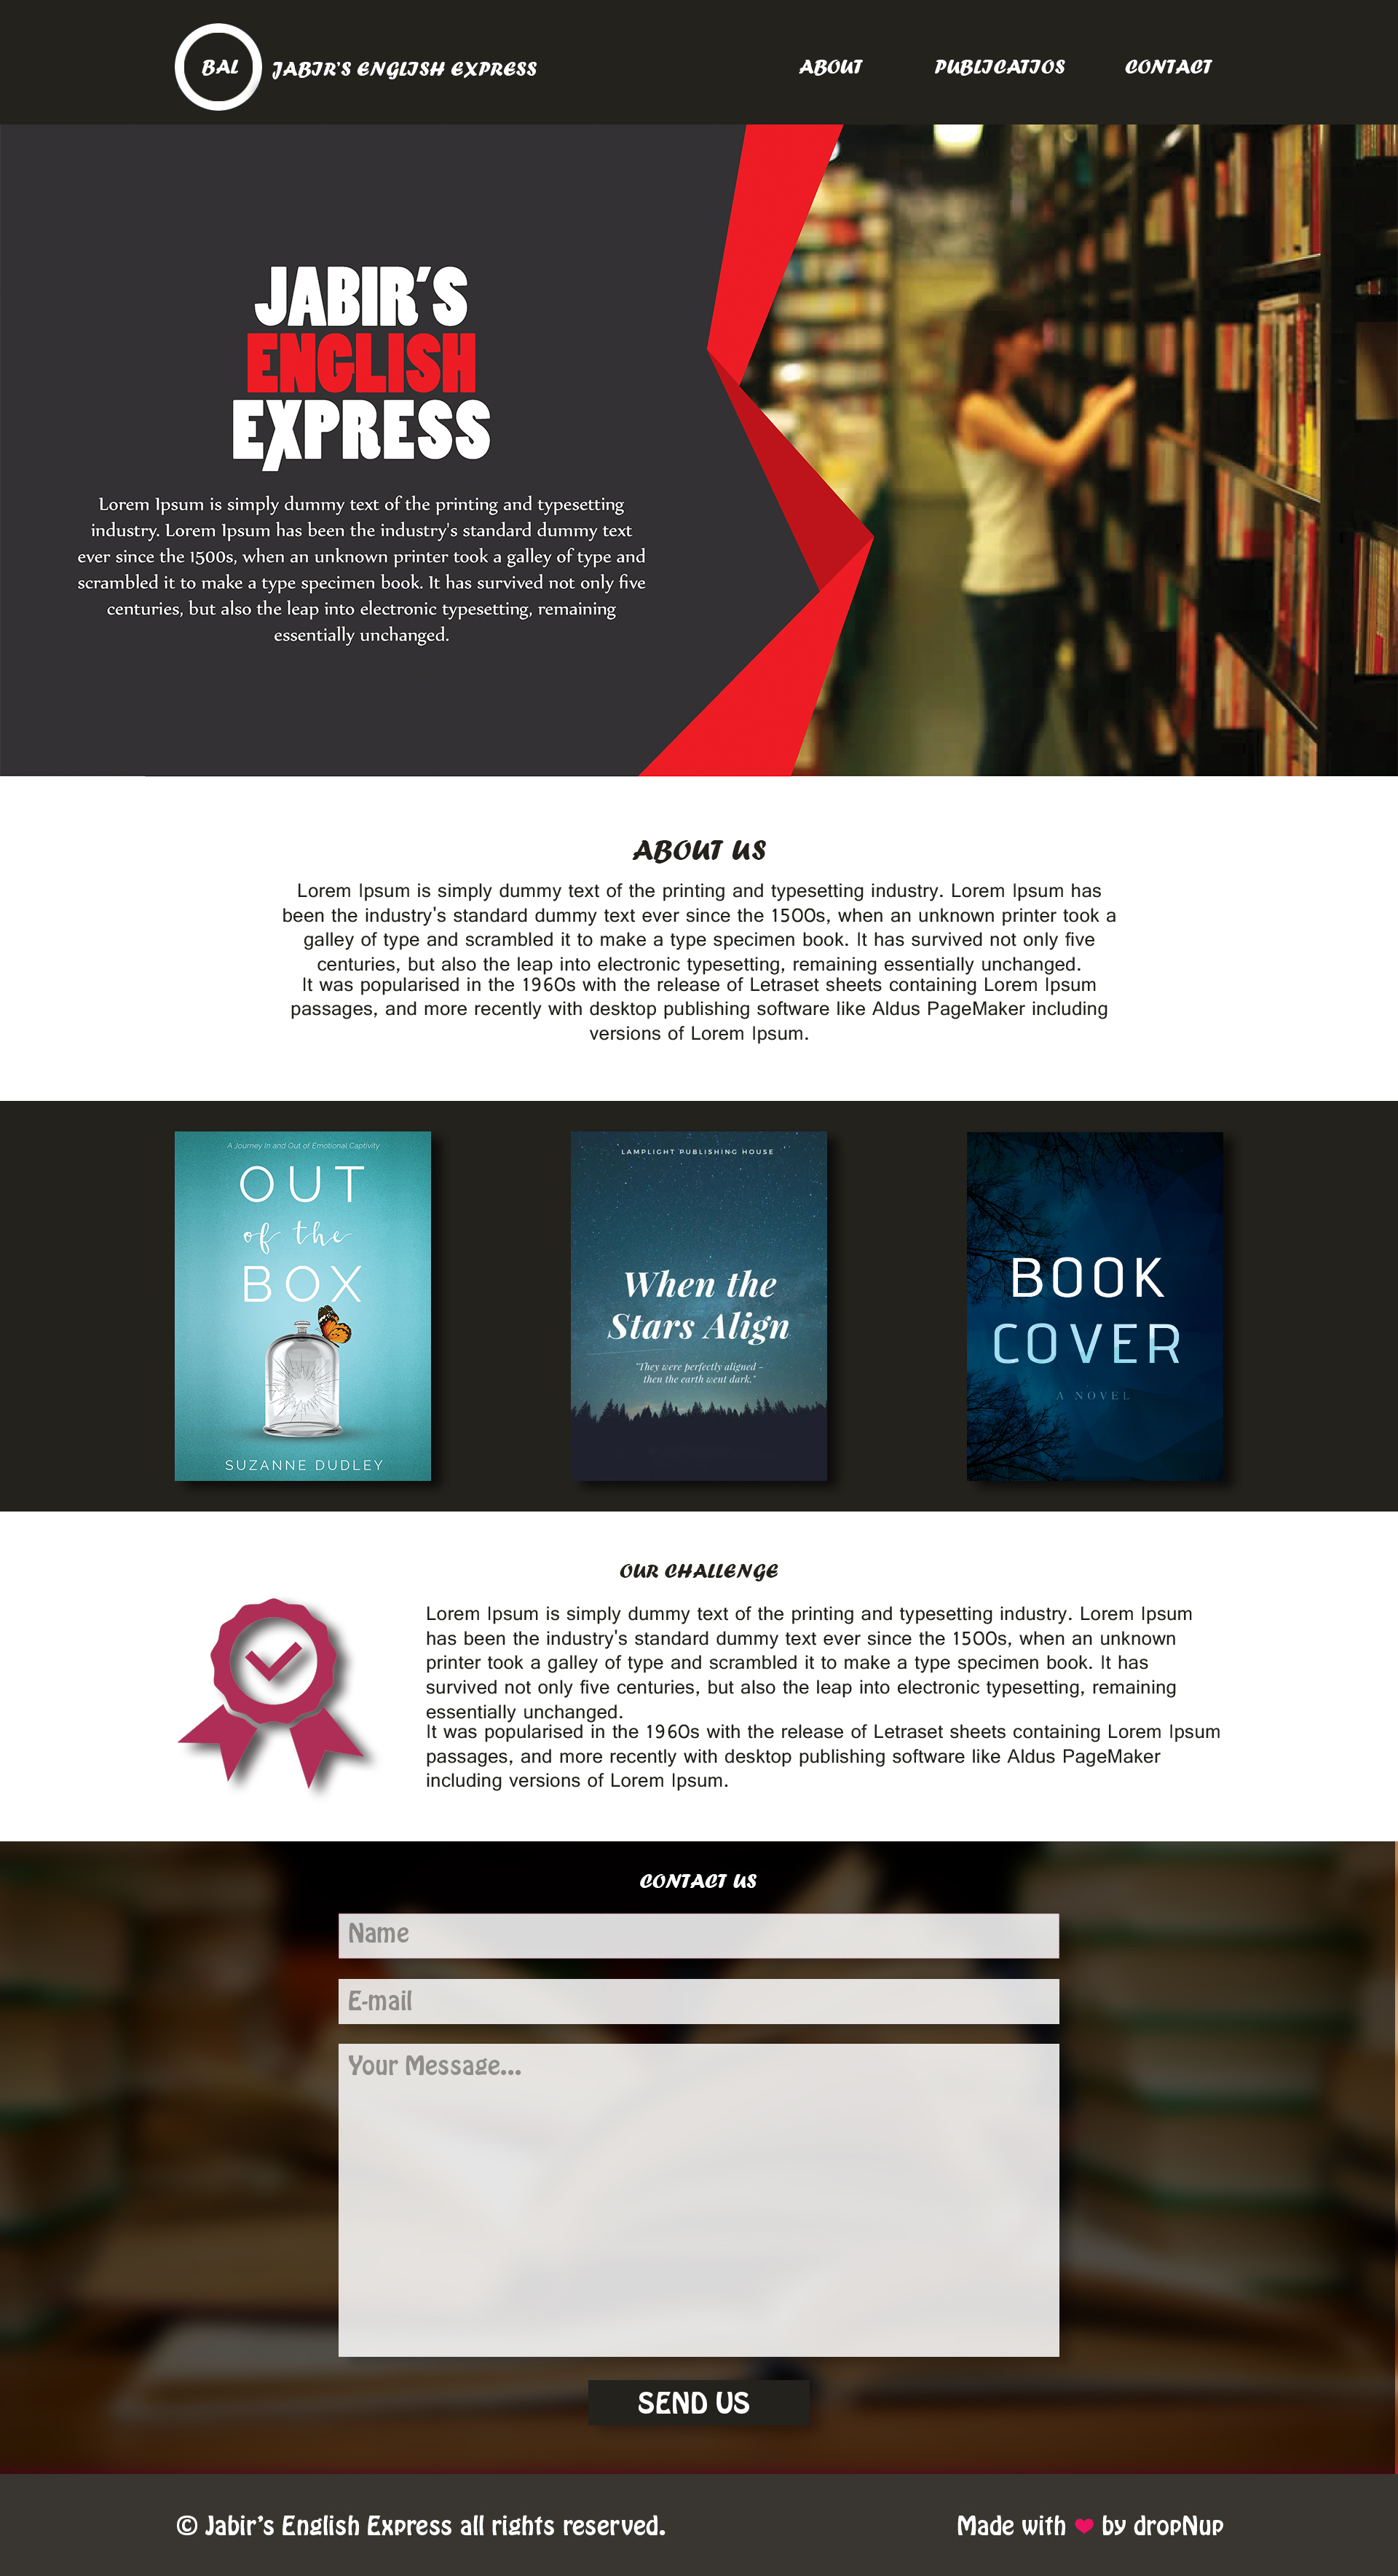 BAL
JABIR'S ENGLISH EXPRESS
ABOUT
PUBLICATIOS
CONTACT
JABIR'S
ENGLISH
EXPRESS
Lorem Ipsum is simply dummy text of the printing and typesetting
industry. Lorem Ipsum has been the industry's standard dummy text
ever since the 1500s, when an unknown printer took a galley of type and
scrambled it to make a type specimen book. It has survived not only five
centuries, but also the leap into electronic typesetting, remaining
essentially unchanged.
ABOUT US
Lorem Ipsum is simply dummy text of the printing and typesetting industry. Lorem Ipsum has
been the industry's standard dummy text ever since the 1500s, when an unknown printer took a
galley of type and scrambled it to make a type specimen book. It has survived not only five
centuries, but also the leap into electronic typesetting, remaining essentially unchanged.
It was popularised in the 1960s with the release of Letraset sheets containing Lorem Ipsum
passages, and more recently with desktop publishing software like Aldus PageMaker including
versions of Lorem Ipsum.
A Journey In and Out of Emotional Captivity
OUT
of the
BOX
SUZANNE DUDLEY
LAMPLIGHT PUBLISHING HOUSE
When the
Stars Align
"They were perfectly aligned -
then the earth went dark."
BOOK
COVER
A NOVEL
OUR CHALLENGE
Lorem Ipsum is simply dummy text of the printing and typesetting industry. Lorem Ipsum
has been the industry's standard dummy text ever since the 1500s, when an unknown
printer took a galley of type and scrambled it to make a type specimen book. It has
survived not only five centuries, but also the leap into electronic typesetting, remaining
essentially unchanged.
It was popularised in the 1960s with the release of Letraset sheets containing Lorem Ipsum
passages, and more recently with desktop publishing software like Aldus PageMaker
including versions of Lorem Ipsum.
CONTACT US
Name
E-mail
Your Message...
SEND US
© Jabir's English Express all rights reserved.
Made with ♥ by dropNup